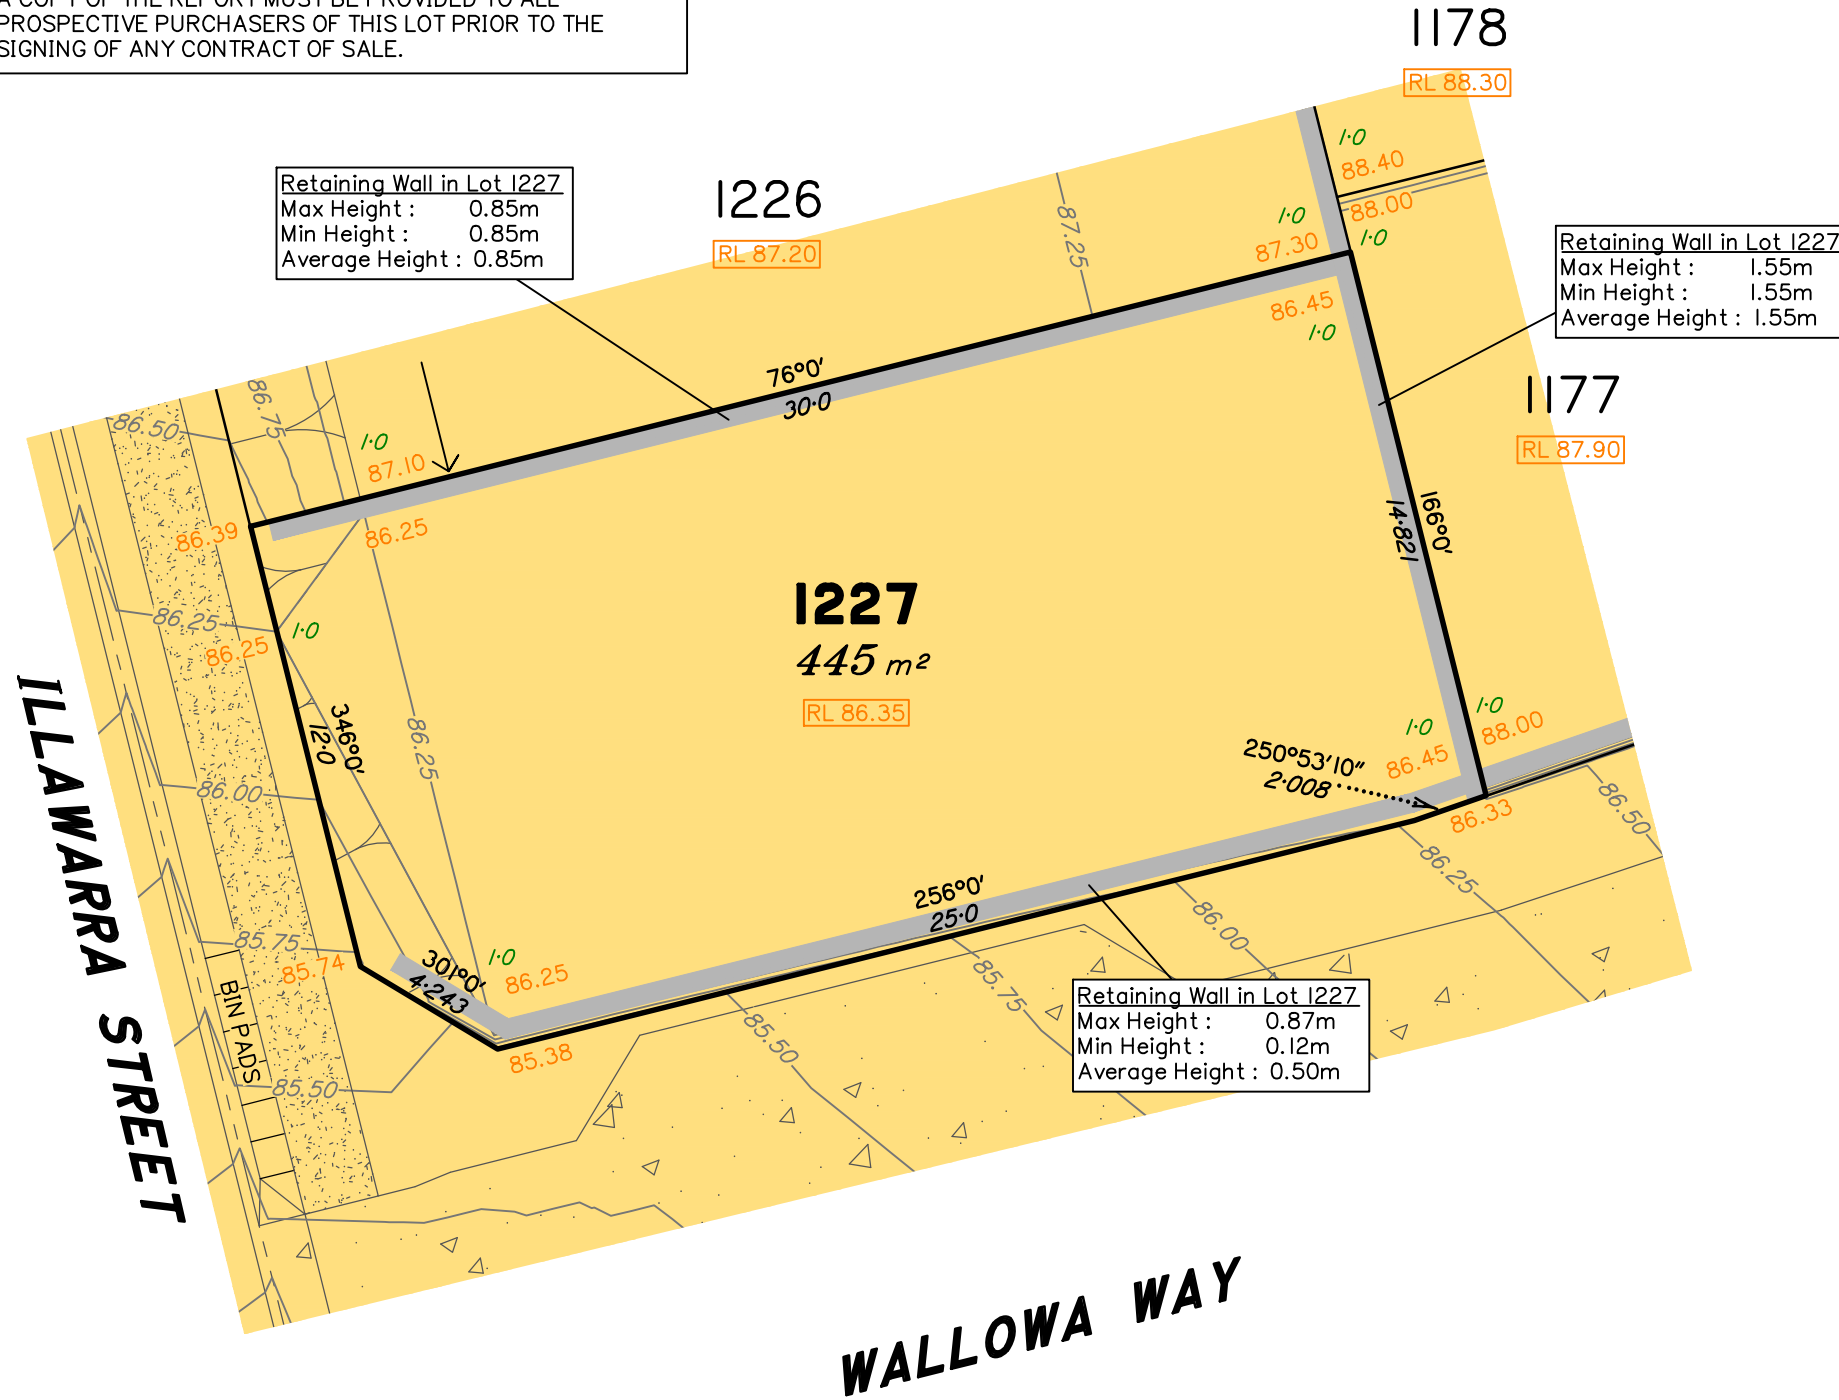 A COPY OF THE REPORT MUST BE PROVIDED TO ALL
PROSPECTIVE PURCHASERS OF THIS LOT PRIOR TO THE
SIGNING OF ANY CONTRACT OF SALE.
1178
RL 88.30
1.0
88.40
88.00
1.0
Retaining Wall in Lot 1227
Max Height : 0.85m
Min Height : 0.85m
Average Height : 0.85m
1226
RL 87.20
87.25
1.0
87.30
Retaining Wall in Lot 1227
Max Height : 1.55m
Min Height : 1.55m
Average Height : 1.55m
86.45
1.0
76°0'
30.0
1177
RL 87.90
86.50
86.75
1.0
87.10
86.39
86.25
166°0'
14.821
1227
445 m²
RL 86.35
86.25
86.25
1.0
346°0'
12.0
86.25
86.00
1.0
88.00
1.0
86.45
250°53'10"
2.008
86.33
86.50
86.25
256°0'
25.0
86.00
85.75
85.74
301°0'
4.243
1.0
86.25
85.38
85.75
85.50
Retaining Wall in Lot 1227
Max Height : 0.87m
Min Height : 0.12m
Average Height : 0.50m
BIN PADS
85.50
ILLAWARRA STREET
WALLOWA WAY